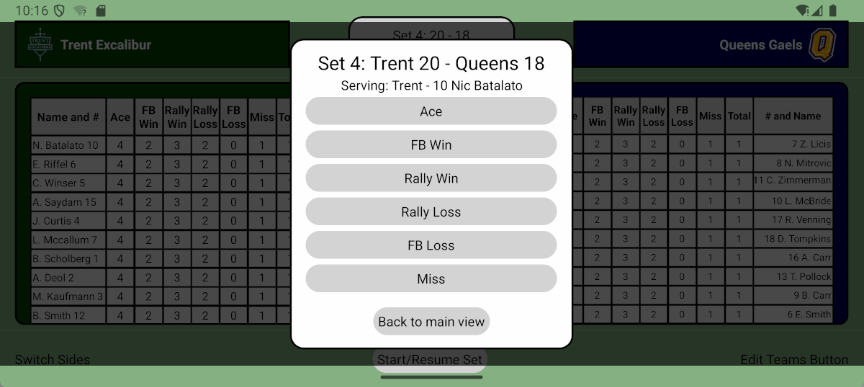 10:16
Trent Excalibur
Set 4: 20 - 18
Queens Gaels
Set 4: Trent 20 - Queens 18
Serving: Trent - 10 Nic Batalato
Ace
FB Win
Rally Win
Rally Loss
FB Loss
Miss
Back to main view
Name and # Ace FB Win Rally Win Rally Loss FB Loss Miss To
N. Batalato 10 4 2 3 2 0 1 1
E. Riffel 6 4 2 3 2 0 1
C. Winser 5 4 2 3 2 0 1
A. Saydam 15 4 2 3 2 0 1
J. Curtis 4 4 2 3 2 0 1
L. Mccallum 7 4 2 3 2 0 1
B. Scholberg 1 4 2 3 2 0 1
A. Deol 2 4 2 3 2 0 1
M. Kaufmann 3 4 2 3 2 0 1
B. Smith 12 4 2 3 2 0 1
e FB Win Rally Win Rally Loss FB Loss Miss Total # and Name
2 3 2 0 1 1 7 Z. Licis
2 3 2 0 1 1 8 N. Mitrovic
2 3 2 0 1 1 11 C. Zimmerman
2 3 2 0 1 1 10 L. McBride
2 3 2 0 1 1 17 R. Venning
2 3 2 0 1 1 18 D. Tompkins
2 3 2 0 1 1 16 A. Carr
2 3 2 0 1 1 13 T. Pollock
2 3 2 0 1 1 9 B. Carr
2 3 2 0 1 1 6 E. Smith
Switch Sides
Start/Resume Set
Edit Teams Button